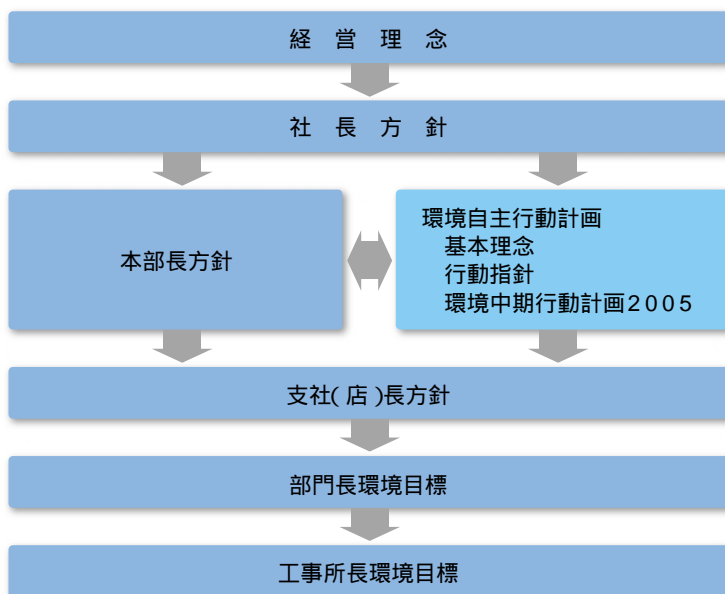 経　営　理　念
社　長　方　針
本部長方針
環境自主行動計画
基本理念
行動指針
環境中期行動計画2005
支社(店)長方針
部門長環境目標
工事所長環境目標